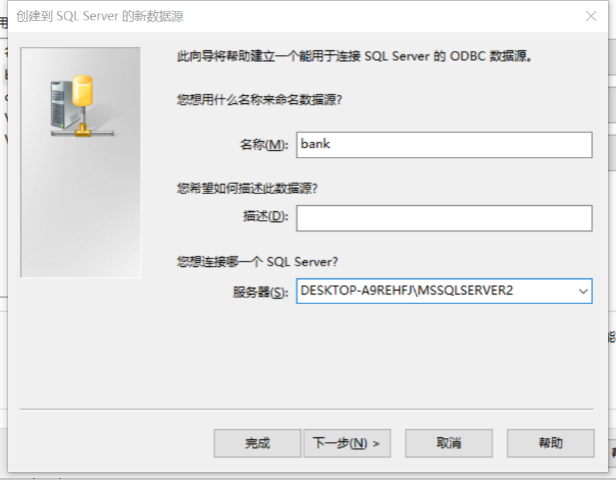 创建到 SQL Server 的新数据源
此向导将帮助建立一个能用于连接 SQL Server 的 ODBC 数据源。
您想用什么名称来命名数据源?
名称(M):
bank
您希望如何描述此数据源?
描述(D):
您想连接哪一个 SQL Server?
服务器(S):
DESKTOP-A9REHFJ\MSSQLSERVER2
完成
下一步(N) >
取消
帮助